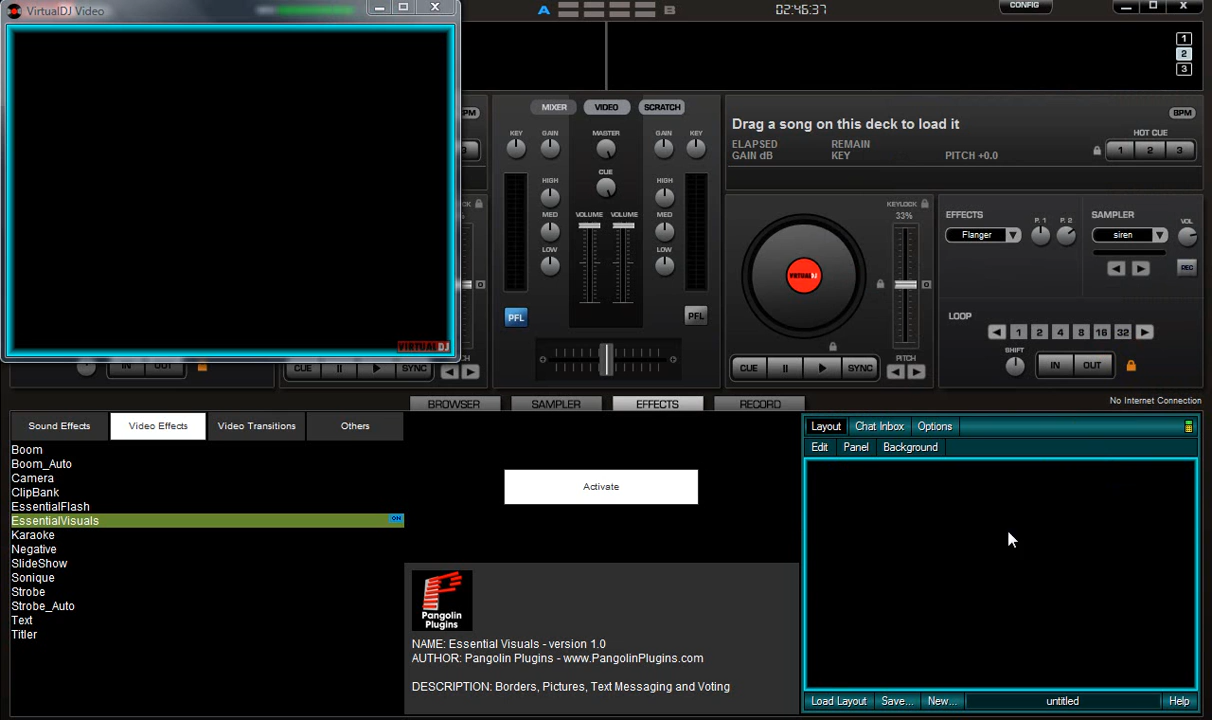 VirtualDJ Video
A
B
02:46:37
CONFIG
1
2
3
VIRTUALDJ
PM
MIXER
VIDEO
SCRATCH
KEY
GAIN
MASTER
GAIN
KEY
HIGH
CUE
HIGH
MED
VOLUME
VOLUME
MED
LOW
LOW
PFL
PFL
Drag a song on this deck to load it
BPM
ELAPSED
REMAIN
GAIN dB
KEY
PITCH +0.0
HOT CUE
1
2
3
KEYLOCK
33%
VIRTUALDJ
EFFECTS
P. 1
P. 2
SAMPLER
VOL
Flanger
siren
REC
LOOP
1
2
4
8
16
32
SHIFT
IN
OUT
IN
OUT
CUE
SYNC
CUE
SYNC
PITCH
BROWSER
SAMPLER
EFFECTS
RECORD
No Internet Connection
Sound Effects
Video Effects
Video Transitions
Others
Boom
Boom_Auto
Camera
ClipBank
EssentialFlash
EssentialVisuals
ON
Karaoke
Negative
SlideShow
Sonique
Strobe
Strobe_Auto
Text
Titler
Activate
Pangolin
Plugins
NAME: Essential Visuals - version 1.0
AUTHOR: Pangolin Plugins - www.PangolinPlugins.com
DESCRIPTION: Borders, Pictures, Text Messaging and Voting
Layout
Chat Inbox
Options
Edit
Panel
Background
Load Layout
Save...
New...
untitled
Help